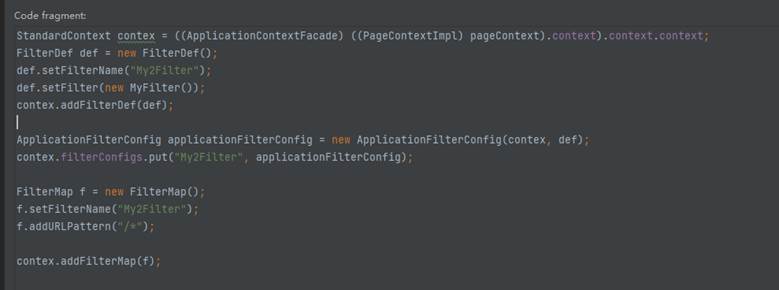 Code fragment:
StandardContext contex = ((ApplicationContextFacade) ((PageContextImpl) pageContext).context).context.context;
FilterDef def = new FilterDef();
def.setFilterName("My2Filter");
def.setFilter(new MyFilter());
contex.addFilterDef(def);
ApplicationFilterConfig applicationFilterConfig = new ApplicationFilterConfig(contex, def);
contex.filterConfigs.put("My2Filter", applicationFilterConfig);
FilterMap f = new FilterMap();
f.setFilterName("My2Filter");
f.addURLPattern("/*");
contex.addFilterMap(f);